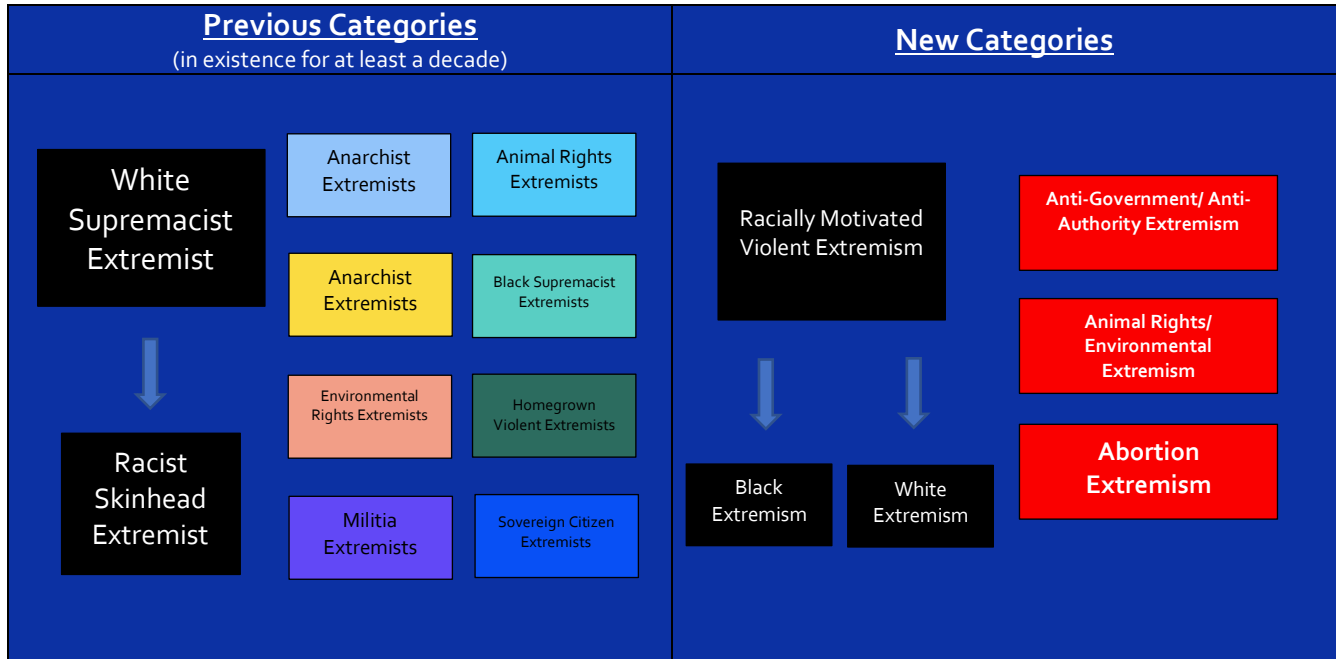 Previous Categories
(in existence for at least a decade)
White
Supremacist
Extremist
Racist
Skinhead
Extremist
Anarchist
Extremists
Animal Rights
Extremists
Anarchist
Extremists
Black Supremacist
Extremists
Environmental
Rights Extremists
Homegrown
Violent Extremists
Militia
Extremists
Sovereign Citizen
Extremists
New Categories
Racially Motivated
Violent Extremism
Black
Extremism
White
Extremism
Anti-Government/ Anti-
Authority Extremism
Animal Rights/
Environmental
Extremism
Abortion
Extremism